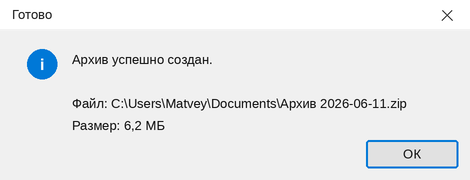 Готово
Архив успешно создан.
Файл: C:\Users\Matvey\Documents\Архив 2026-06-11.zip
Размер: 6,2 МБ
ОК